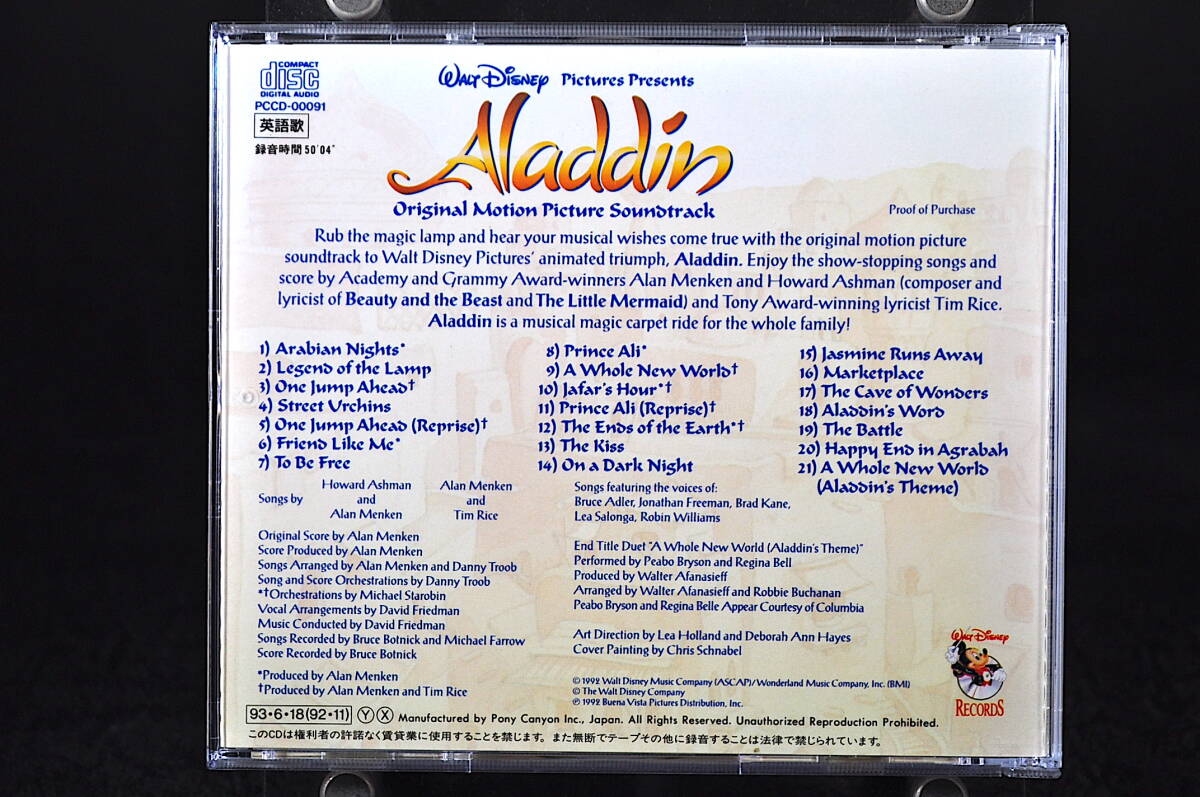 COMPACT
disc
DIGITAL AUDIO
PCCD-00091
英語歌
録音時間50'04"
Walt Disney Pictures Presents
Aladdin
Original Motion Picture Soundtrack
Proof of Purchase
Rub the magic lamp and hear your musical wishes come true with the original motion picture
soundtrack to Walt Disney Pictures' animated triumph, Aladdin. Enjoy the show-stopping songs and
score by Academy and Grammy Award-winners Alan Menken and Howard Ashman (composer and
lyricist of Beauty and the Beast and The Little Mermaid) and Tony Award-winning lyricist Tim Rice.
Aladdin is a musical magic carpet ride for the whole family!
1) Arabian Nights*
2) Legend of the Lamp
3) One Jump Ahead†
4) Street Urchins
5) One Jump Ahead (Reprise)†
6) Friend Like Me*
7) To Be Free
8) Prince Ali*
9) A Whole New World†
10) Jafar's Hour*†
11) Prince Ali (Reprise)†
12) The Ends of the Earth*†
13) The Kiss
14) On a Dark Night
15) Jasmine Runs Away
16) Marketplace
17) The Cave of Wonders
18) Aladdin's Word
19) The Battle
20) Happy End in Agrabah
21) A Whole New World
(Aladdin's Theme)
Songs by
Howard Ashman
and
Alan Menken
Alan Menken
and
Tim Rice
Original Score by Alan Menken
Score Produced by Alan Menken
Songs Arranged by Alan Menken and Danny Troob
Song and Score Orchestrations by Danny Troob
*†Orchestrations by Michael Starobin
Vocal Arrangements by David Friedman
Music Conducted by David Friedman
Songs Recorded by Bruce Botnick and Michael Farrow
Score Recorded by Bruce Botnick
*Produced by Alan Menken
†Produced by Alan Menken and Tim Rice
Songs featuring the voices of:
Bruce Adler, Jonathan Freeman, Brad Kane,
Lea Salonga, Robin Williams
End Title Duet "A Whole New World (Aladdin's Theme)"
Performed by Peabo Bryson and Regina Bell
Produced by Walter Afanasieff
Arranged by Walter Afanasieff and Robbie Buchanan
Peabo Bryson and Regina Belle Appear Courtesy of Columbia
Art Direction by Lea Holland and Deborah Ann Hayes
Cover Painting by Chris Schnabel
© 1992 Walt Disney Music Company (ASCAP)/Wonderland Music Company, Inc. (BMI)
© The Walt Disney Company
℗ 1992 Buena Vista Pictures Distribution, Inc.
Walt Disney
RECORDS
93・6・18(92・11) Ⓨ Ⓧ Manufactured by Pony Canyon Inc., Japan. All Rights Reserved. Unauthorized Reproduction Prohibited.
このCDは権利者の許諾なく賃貸業に使用することを禁じます。また無断でテープその他に録音することは法律で禁じられています。